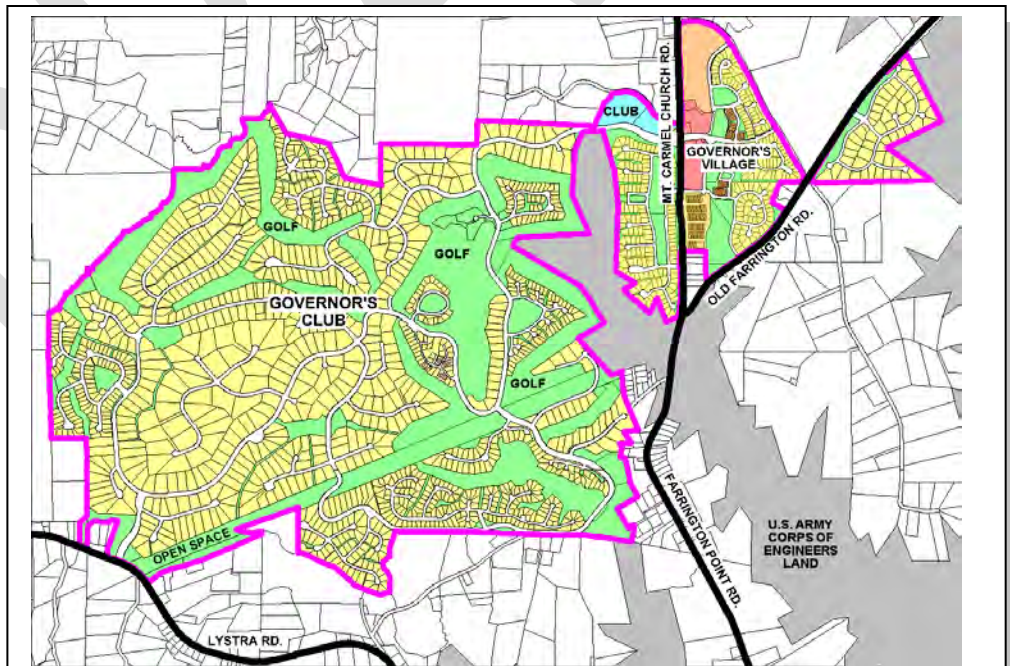 CLUB
MT. CARMEL CHURCH RD.
GOVERNOR'S
VILLAGE
OLD FARRINGTON RD.
GOLF
GOLF
GOVERNOR'S
CLUB
GOLF
OPEN SPACE
FARRINGTON POINT RD.
U.S. ARMY
CORPS OF
ENGINEERS
LAND
LYSTRA RD.